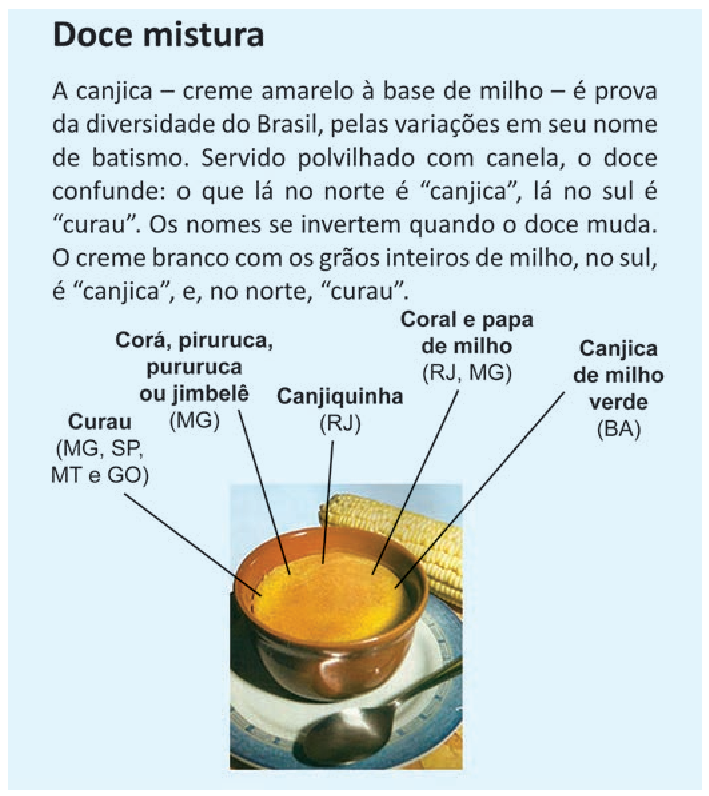 Doce mistura
A canjica – creme amarelo à base de milho – é prova
da diversidade do Brasil, pelas variações em seu nome
de batismo. Servido polvilhado com canela, o doce
confunde: o que lá no norte é “canjica”, lá no sul é
“curau”. Os nomes se invertem quando o doce muda.
O creme branco com os grãos inteiros de milho, no sul,
é “canjica”, e, no norte, “curau”.
Curau
(MG, SP,
MT e GO)
Corá, piruruca,
pururuca
ou jimbelê
(MG)
Canjiquinha
(RJ)
Coral e papa
de milho
(RJ, MG)
Canjica
de milho
verde
(BA)